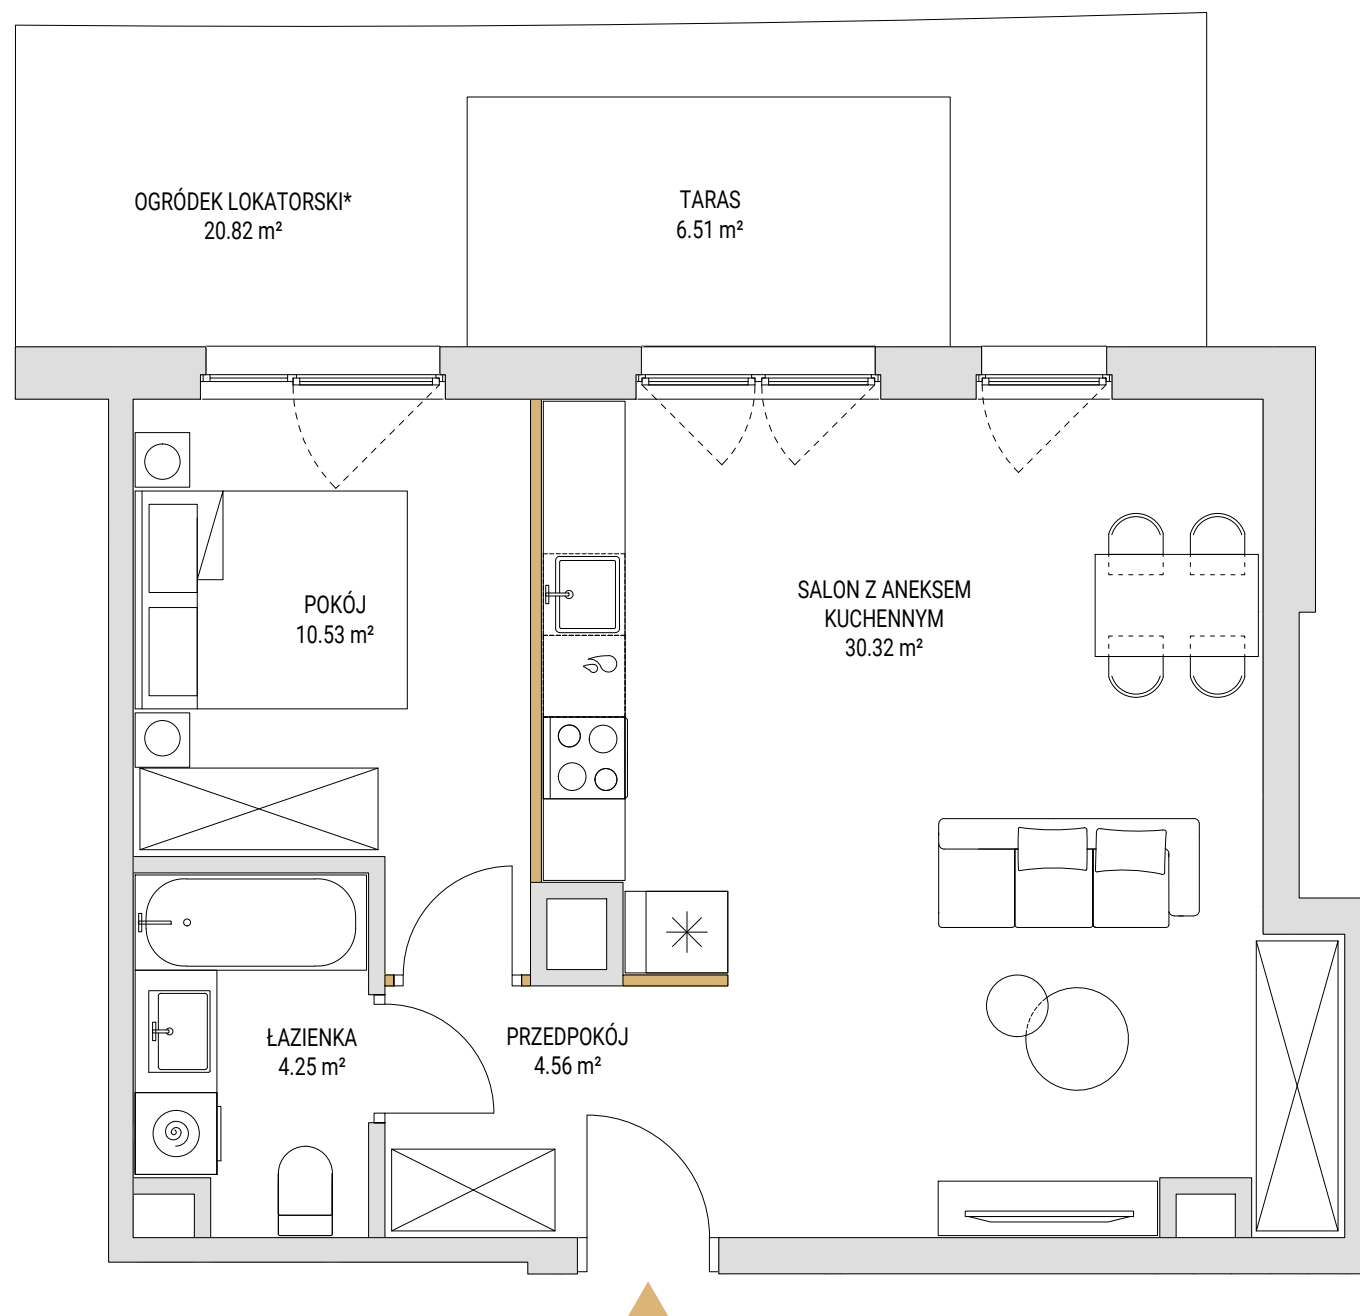 OGRÓDEK LOKATORSKI*
20.82 m²
TARAS
6.51 m²
POKÓJ
10.53 m²
SALON Z ANEKSEM
KUCHENNYM
30.32 m²
ŁAZIENKA
4.25 m²
PRZEDPOKÓJ
4.56 m²